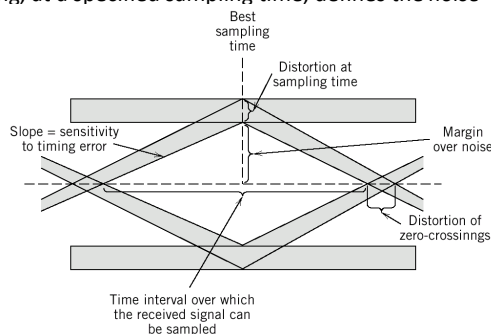 at a specified sampling time, defines the noise
Best
sampling
time
Distortion at
sampling time
Slope = sensitivity
to timing error
Margin
over noise
Distortion of
zero-crossinngs
Time interval over which
the received signal can
be sampled